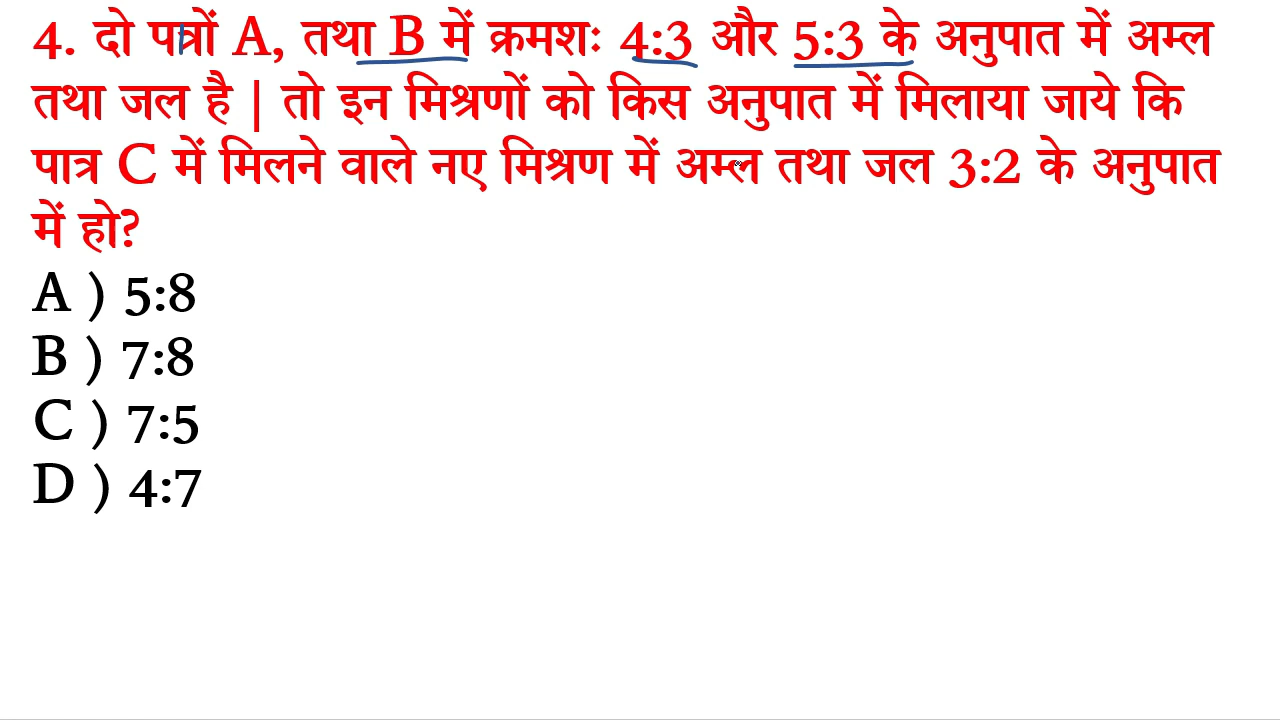 4. दो पात्रों A, तथा B में क्रमशः 4:3 और 5:3 के अनुपात में अम्ल
तथा जल है | तो इन मिश्रणों को किस अनुपात में मिलाया जाये कि
पात्र C में मिलने वाले नए मिश्रण में अम्ल तथा जल 3:2 के अनुपात
में हो?
A ) 5:8
B ) 7:8
C ) 7:5
D ) 4:7